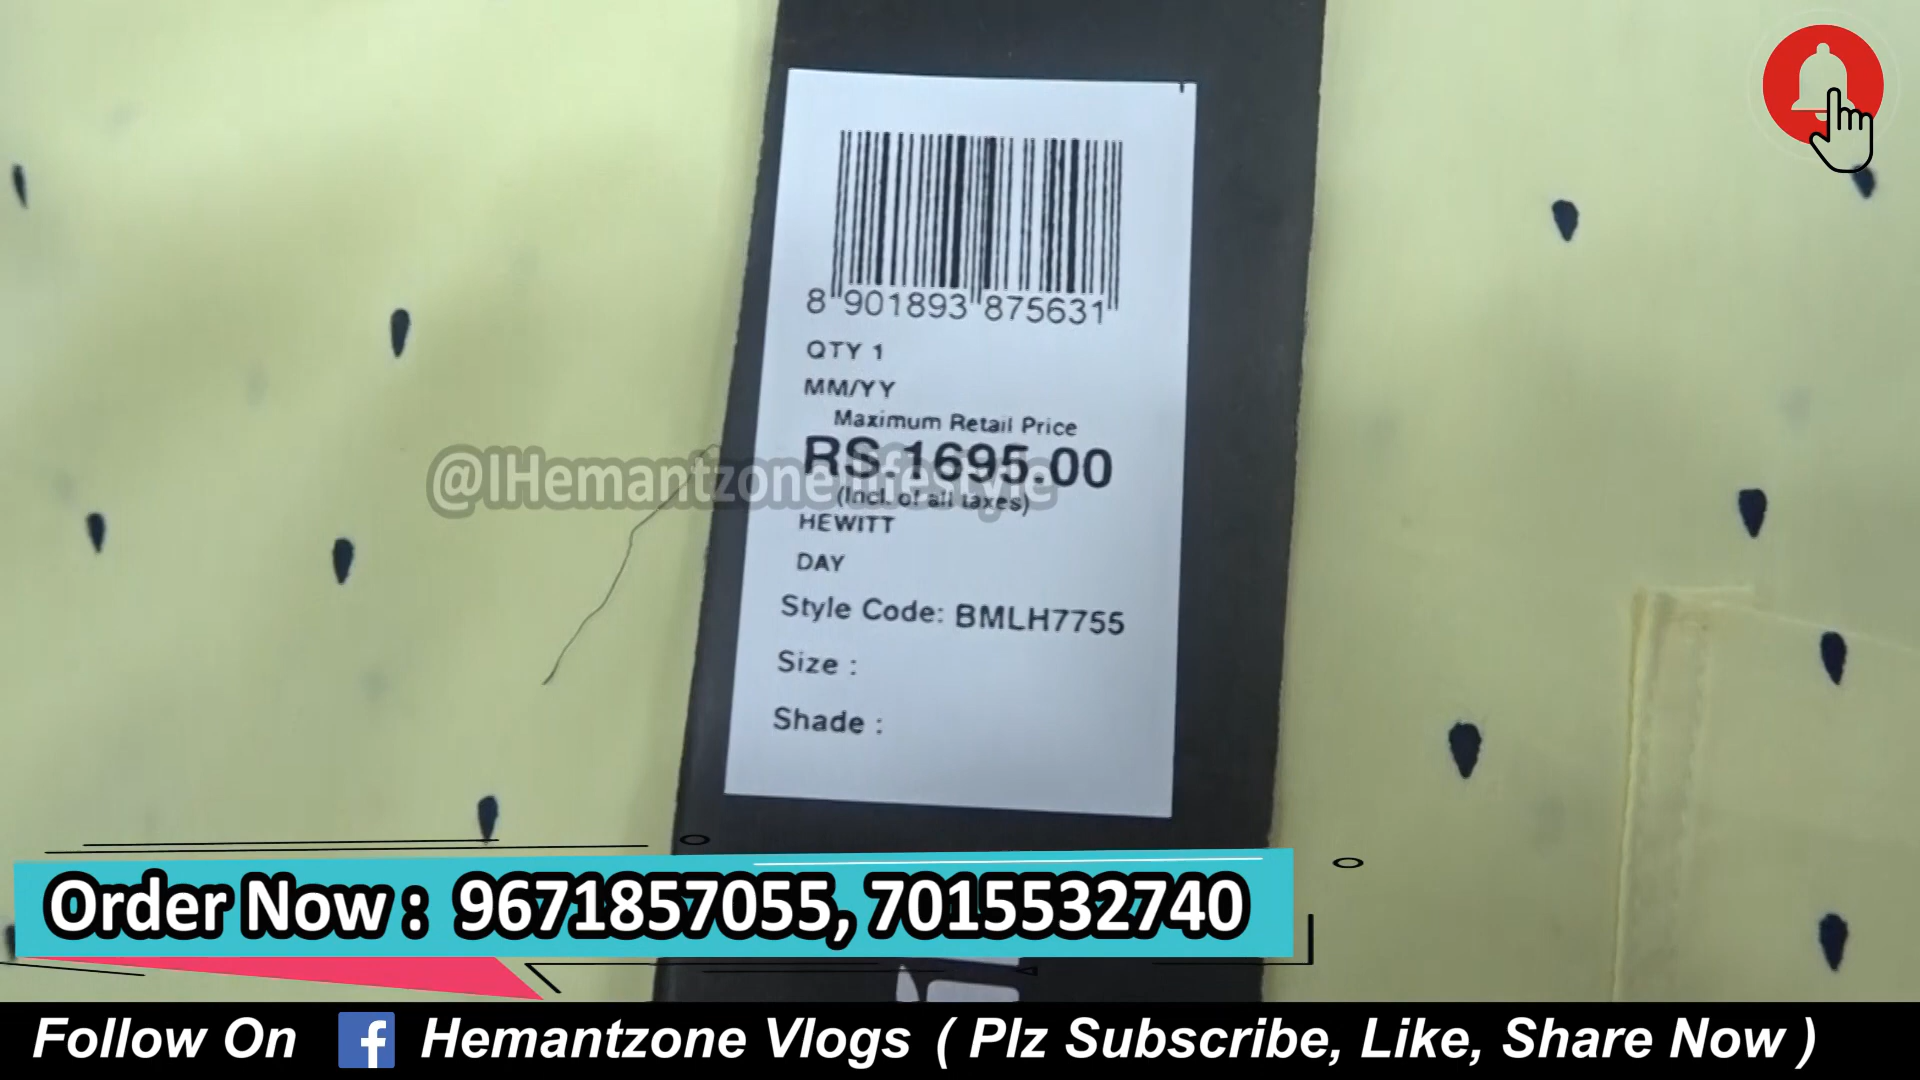 8 901893 875631
QTY 1
MM/YY
Maximum Retail Price
RS.1695.00
(Incl. of all taxes)
@IHemantzone lifestyle
HEWITT
DAY
Style Code: BMLH7755
Size :
Shade :
Order Now : 9671857055, 7015532740
Follow On f Hemantzone Vlogs ( Plz Subscribe, Like, Share Now )